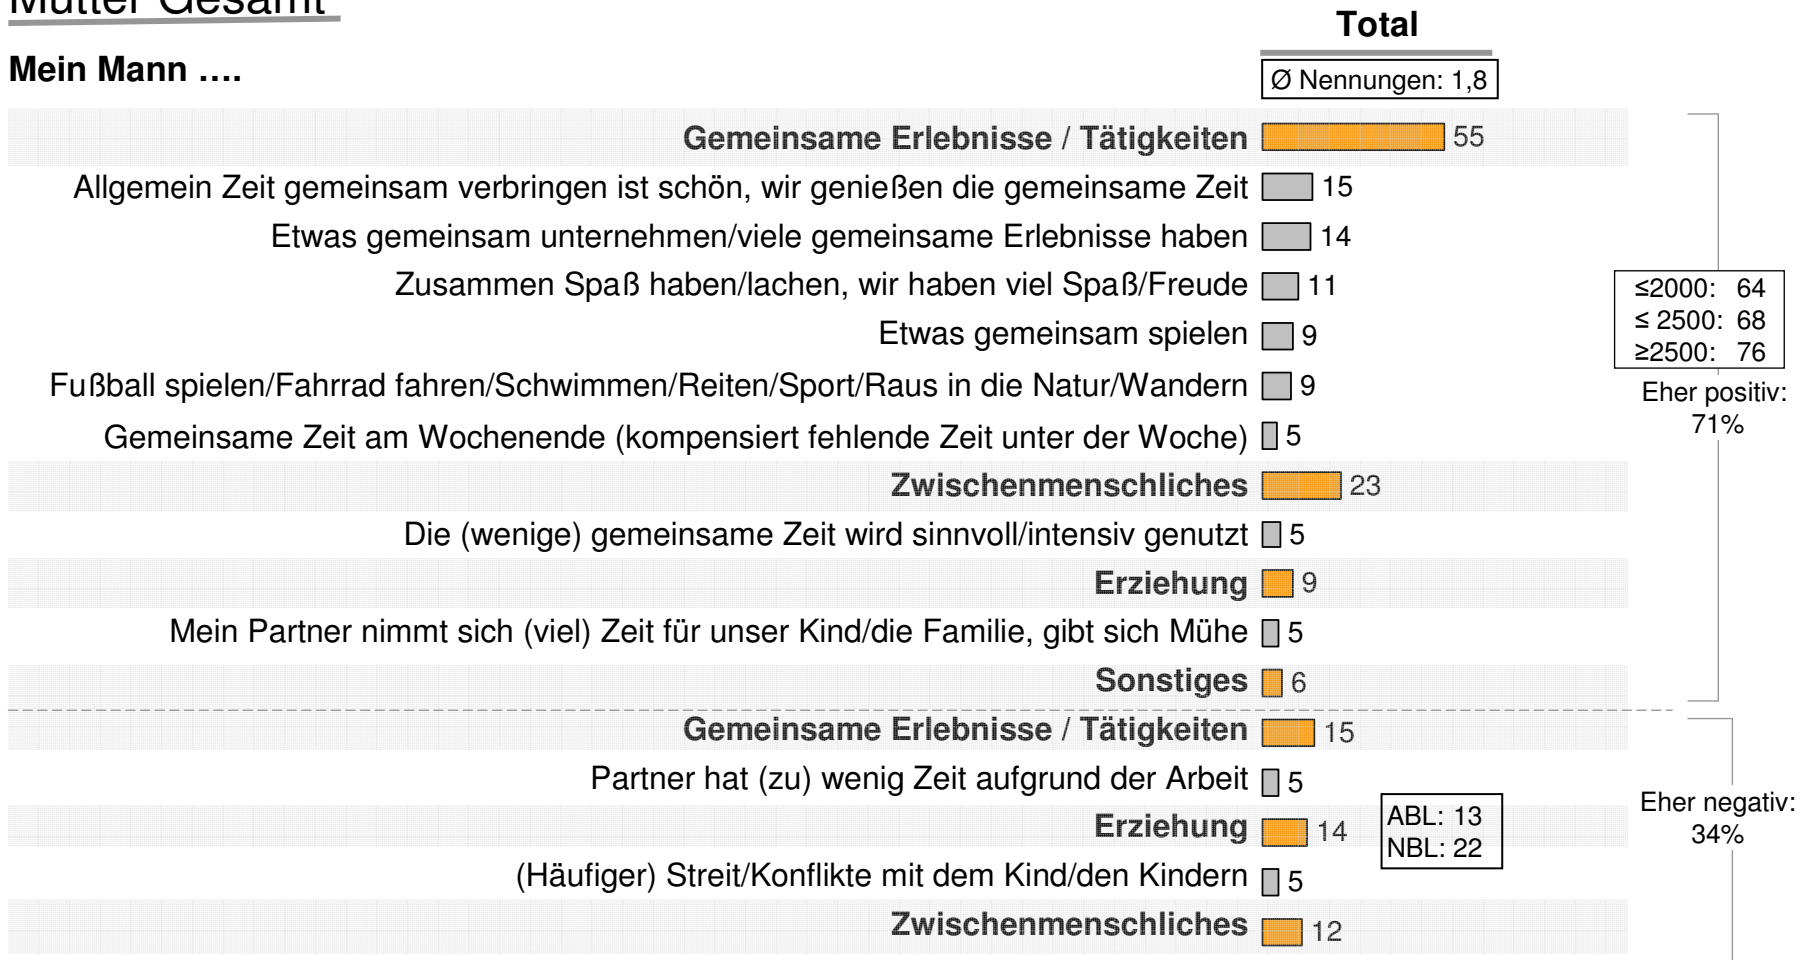 Mütter Gesamt
Total
Mein Mann ….
Ø Nennungen: 1,8
Gemeinsame Erlebnisse / Tätigkeiten 55
Allgemein Zeit gemeinsam verbringen ist schön, wir genießen die gemeinsame Zeit 15
Etwas gemeinsam unternehmen/viele gemeinsame Erlebnisse haben 14
Zusammen Spaß haben/lachen, wir haben viel Spaß/Freude 11
Etwas gemeinsam spielen 9
Fußball spielen/Fahrrad fahren/Schwimmen/Reiten/Sport/Raus in die Natur/Wandern 9
Gemeinsame Zeit am Wochenende (kompensiert fehlende Zeit unter der Woche) 5
Zwischenmenschliches 23
Die (wenige) gemeinsame Zeit wird sinnvoll/intensiv genutzt 5
Erziehung 9
Mein Partner nimmt sich (viel) Zeit für unser Kind/die Familie, gibt sich Mühe 5
Sonstiges 6
≤2000: 64
≤ 2500: 68
≥2500: 76
Eher positiv:
71%
Gemeinsame Erlebnisse / Tätigkeiten 15
Partner hat (zu) wenig Zeit aufgrund der Arbeit 5
Erziehung 14
ABL: 13
NBL: 22
(Häufiger) Streit/Konflikte mit dem Kind/den Kindern 5
Zwischenmenschliches 12
Eher negativ:
34%